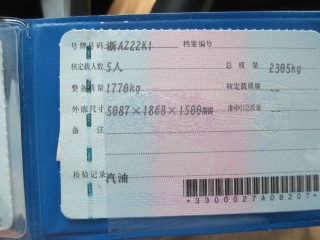 号牌号码 浙AZ22K1 档案编号
核定载人数 5人 总质量 2305kg
整备质量 1770kg 核定载质量 --
外廓尺寸 5087×1868×1500mm 准牵引总质量 --
备注
检验记录 汽油
*3300027408207*